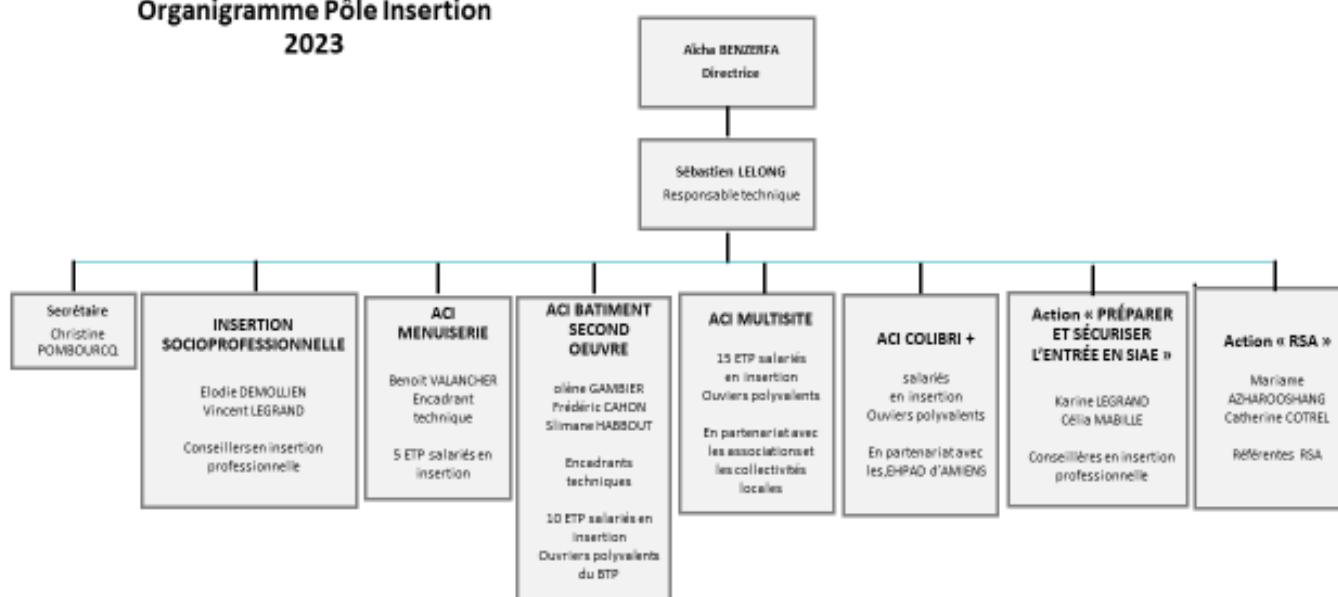 Organigramme Pôle Insertion
2023
Aïcha BENZERFA
Directrice
Sébastien LELONG
Responsable technique
Secrétaire
Christine
POMBOURCQ
INSERTION
SOCIOPROFESSIONNELLE
Elodie DEMOLLIEN
Vincent LEGRAND
Conseillersen insertion
professionnelle
ACI
MENUISERIE
Benoit VALANCHER
Encadrant
technique
5 ETP salariés en
insertion
ACI BATIMENT
SECOND
OEUVRE
olène GAMBIER
Frédéric CAHON
Slimane HABBOUT
Encadrants
techniques
10 ETP salariés en
insertion
Ouvriers polyvalents
du BTP
ACI MULTISITE
15 ETP salariés
en insertion
Ouviers polyvalents
En partenariat avec
les associations et
les collectivités
locales
ACI COLIBRI +
salariés
en insertion
Ouviers polyvalents
En partenariat avec
les,EHPAD d'AMIENS
Action « PRÉPARER
ET SÉCURISER
L'ENTRÉE EN SIAE »
Karine LEGRAND
Célia MABILLE
Conseillères en insertion
professionnelle
Action « RSA »
Mariame
AZHAROOSHANG
Catherine COTREL
Référentes RSA